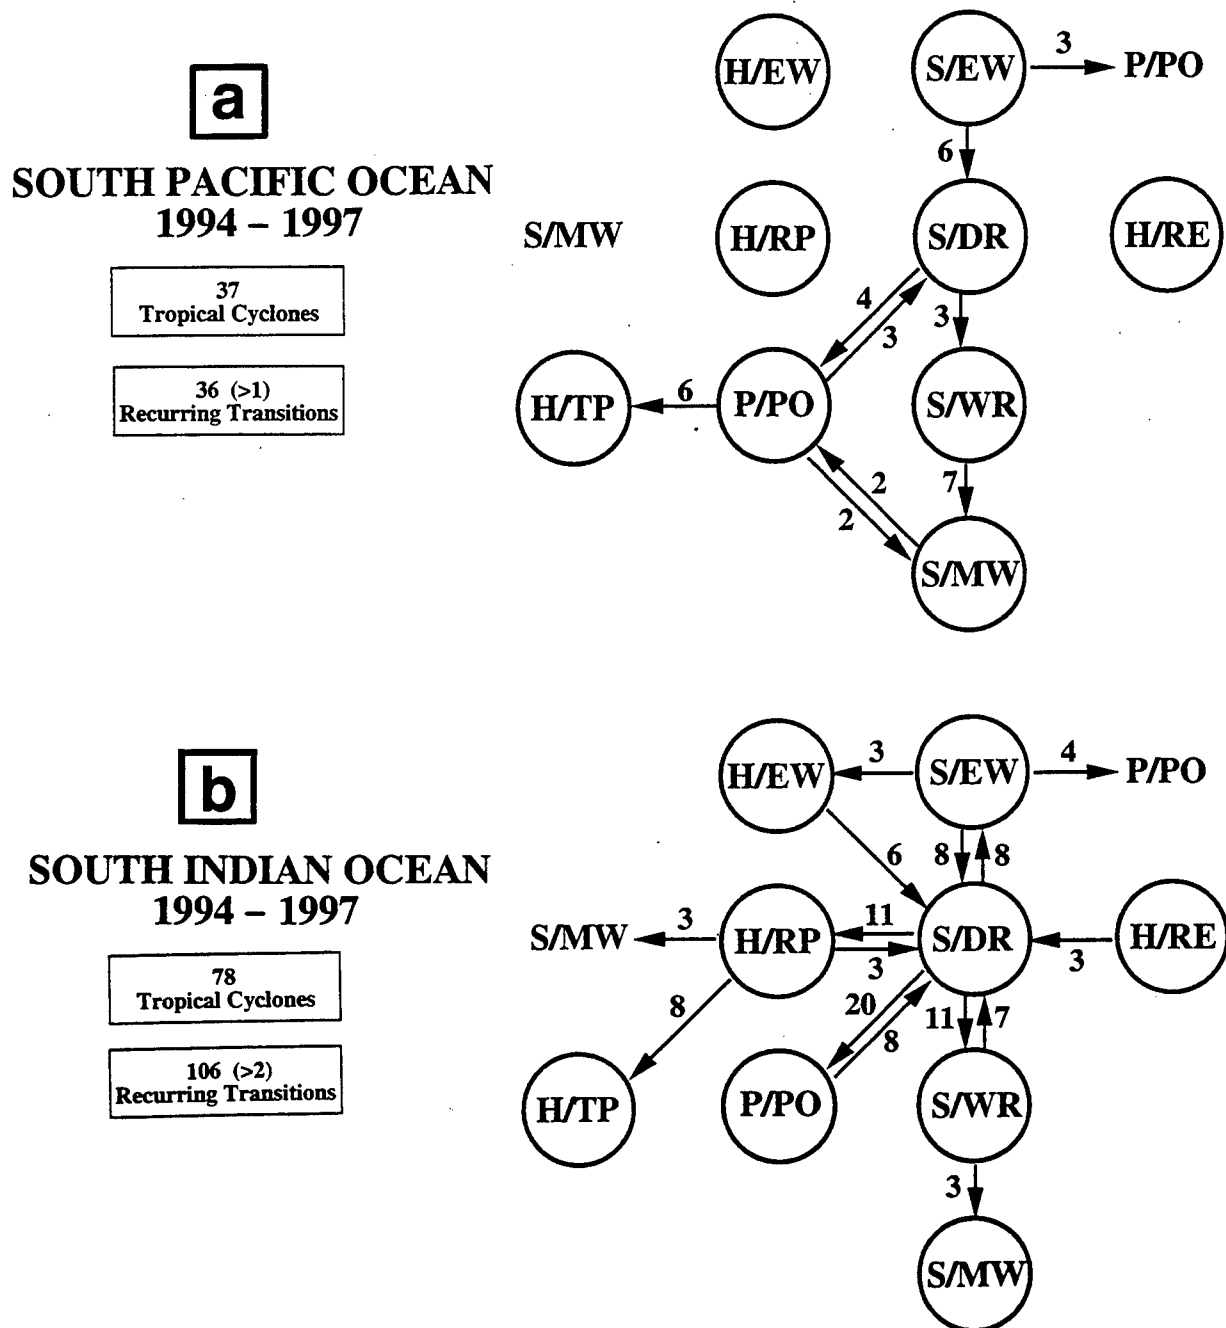 a
SOUTH PACIFIC OCEAN
1994 – 1997
37
Tropical Cyclones
36 (>1)
Recurring Transitions
H/EW
S/EW
3
P/PO
6
S/MW
H/RP
S/DR
H/RE
4
3
3
H/TP
6
P/PO
S/WR
2
2
7
S/MW
b
SOUTH INDIAN OCEAN
1994 – 1997
78
Tropical Cyclones
106 (>2)
Recurring Transitions
H/EW
3
S/EW
4
P/PO
6
8
8
S/MW
3
H/RP
11
3
S/DR
3
H/RE
8
20
8
11
7
H/TP
P/PO
S/WR
3
S/MW